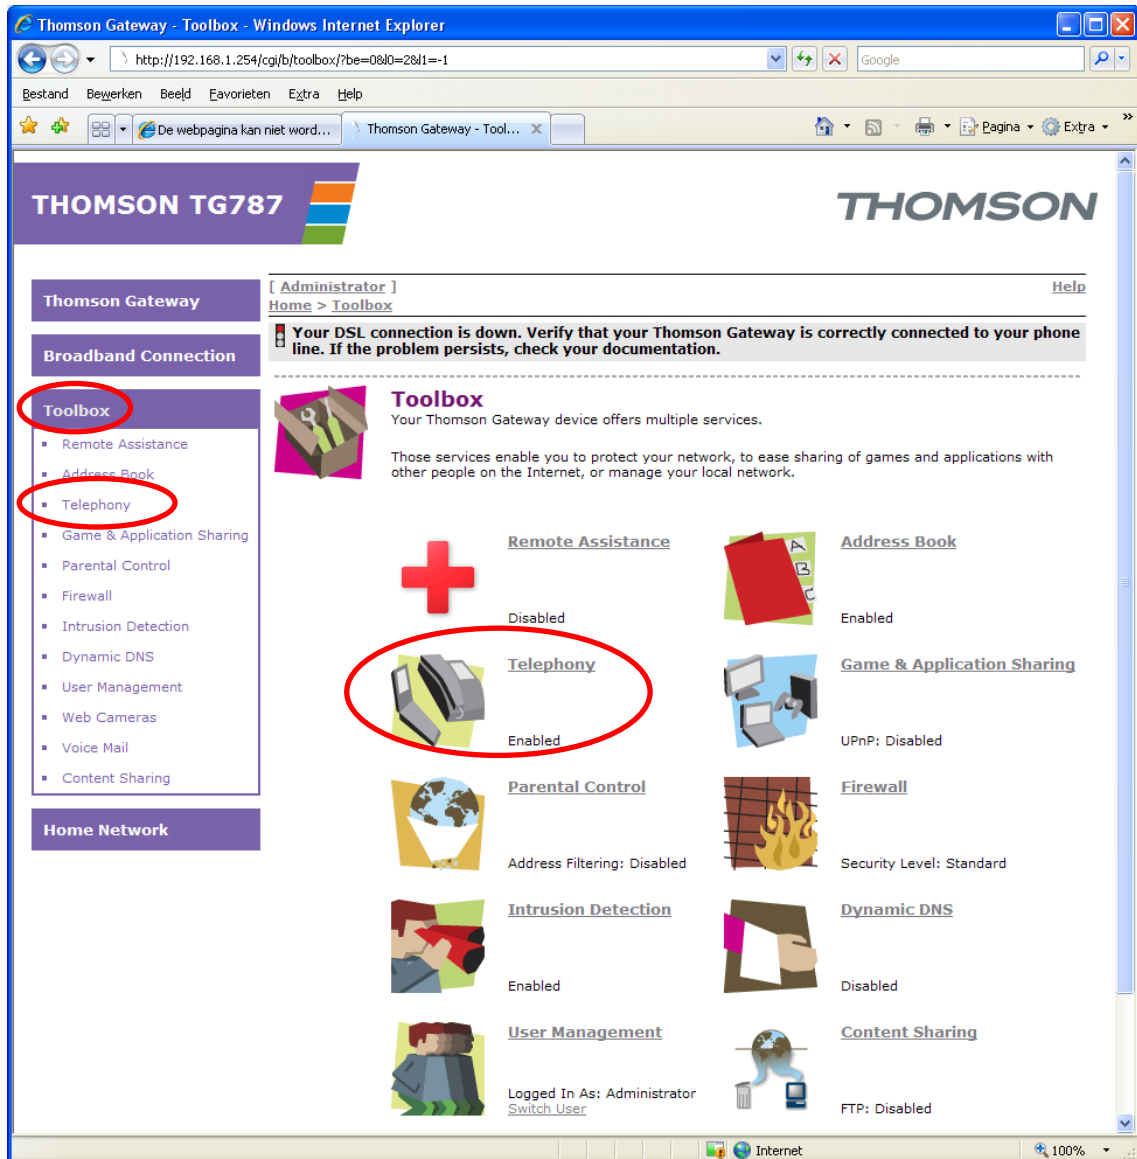 Thomson Gateway - Toolbox - Windows Internet Explorer
http://192.168.1.254/cgi/b/toolbox/?be=0&l0=2&l1=-1
Google
Bestand Bewerken Beeld Favorieten Extra Help
De webpagina kan niet word... Thomson Gateway - Tool... Pagina Extra »
THOMSON TG787
THOMSON
Thomson Gateway
Broadband Connection
Toolbox
Remote Assistance
Address Book
Telephony
Game & Application Sharing
Parental Control
Firewall
Intrusion Detection
Dynamic DNS
User Management
Web Cameras
Voice Mail
Content Sharing
Home Network
[ Administrator ] Help
Home > Toolbox
Your DSL connection is down. Verify that your Thomson Gateway is correctly connected to your phone
line. If the problem persists, check your documentation.
Toolbox
Your Thomson Gateway device offers multiple services.
Those services enable you to protect your network, to ease sharing of games and applications with
other people on the Internet, or manage your local network.
Remote Assistance
Disabled
Address Book
A
B
C
Enabled
Telephony
Enabled
Game & Application Sharing
UPnP: Disabled
Parental Control
Address Filtering: Disabled
Firewall
Security Level: Standard
Intrusion Detection
Enabled
Dynamic DNS
Disabled
User Management
Logged In As: Administrator
Switch User
Content Sharing
FTP: Disabled
Internet 100%